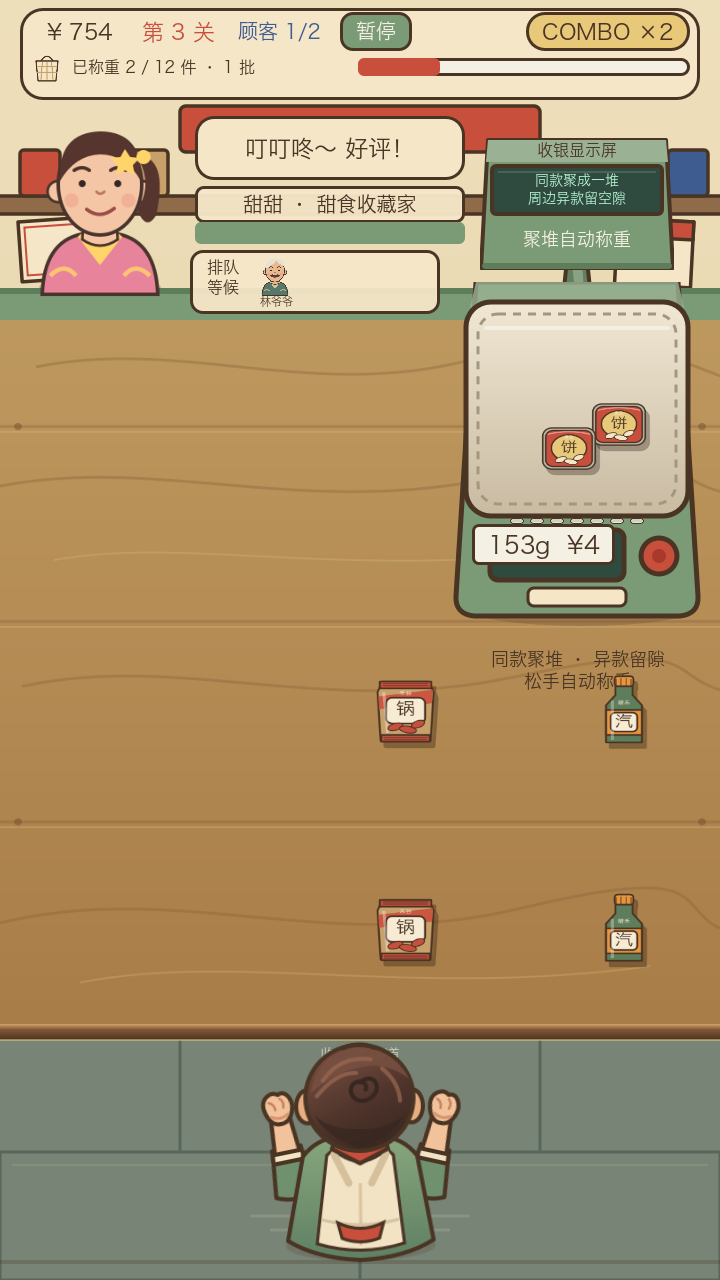 ¥ 754 第 3 关 顾客 1/2 暂停 COMBO ×2
已称重 2 / 12 件 · 1 批
叮叮咚～ 好评！
甜甜 · 甜食收藏家
排队
等候
林爷爷
收银显示屏
同款聚成一堆
周边异款留空隙
聚堆自动称重
饼
饼
153g ¥4
同款聚堆 · 异款留隙
松手自动称重
锅
汽
锅
汽